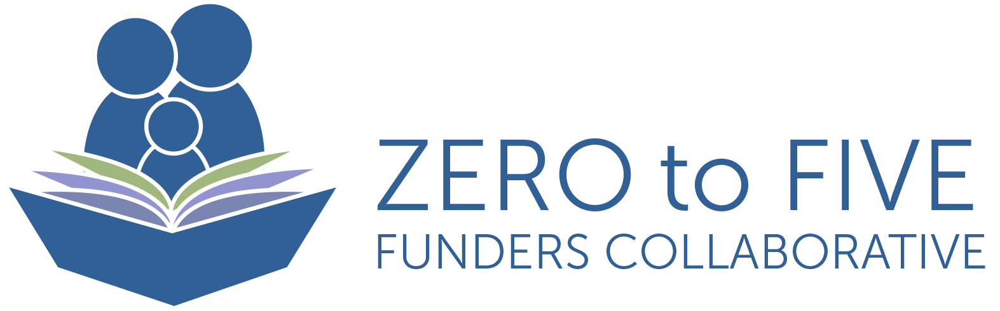 ZERO to FIVE
FUNDERS COLLABORATIVE